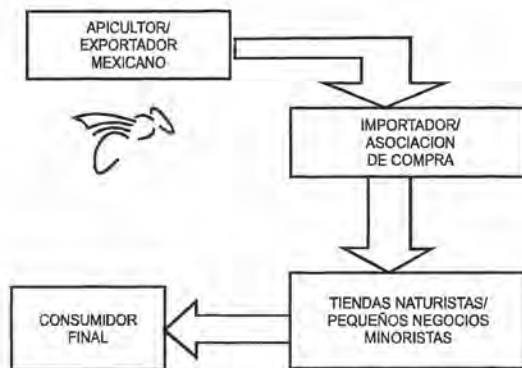 APICULTOR/
EXPORTADOR
MEXICANO
IMPORTADOR/
ASOCIACION
DE COMPRA
TIENDAS NATURISTAS/
PEQUEÑOS NEGOCIOS
MINORISTAS
CONSUMIDOR
FINAL